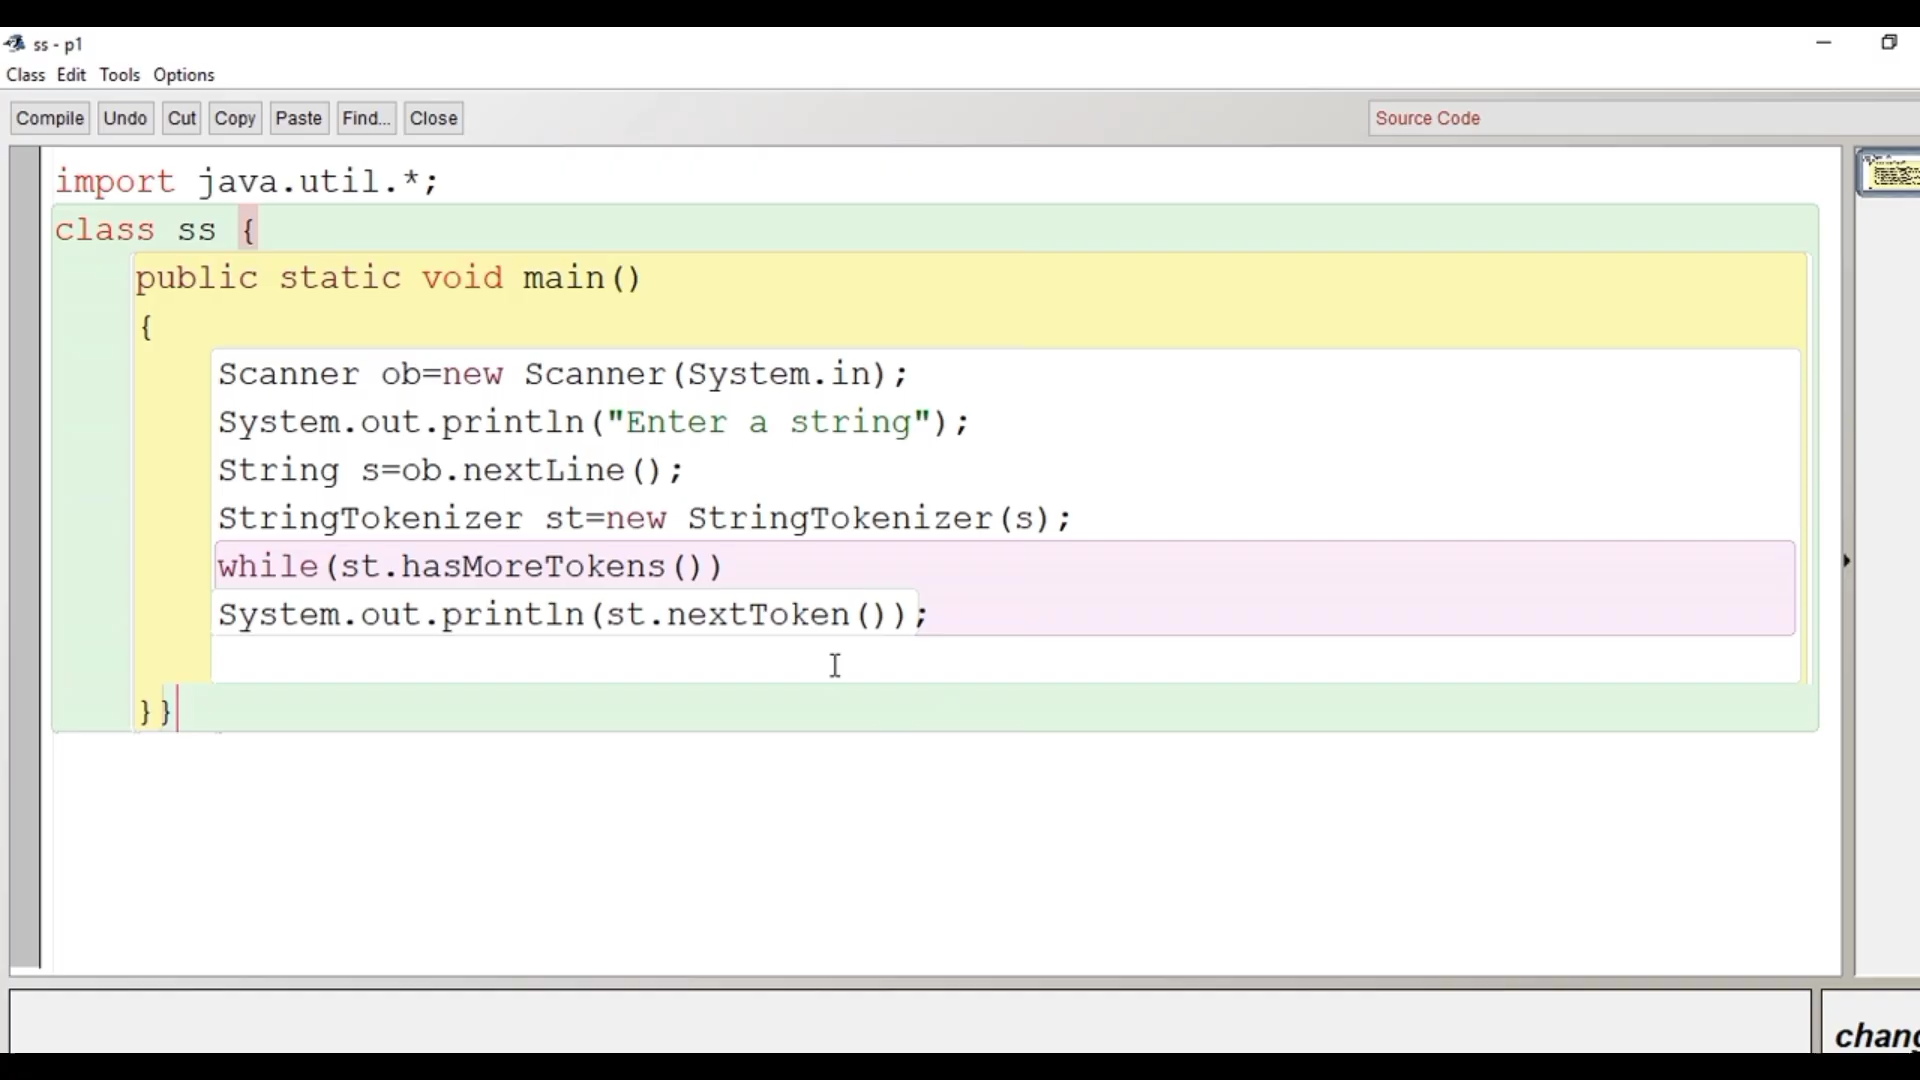 ss - p1
Class Edit Tools Options
Compile Undo Cut Copy Paste Find... Close Source Code
import java.util.*;
class ss {
public static void main()
{
Scanner ob=new Scanner(System.in);
System.out.println("Enter a string");
String s=ob.nextLine();
StringTokenizer st=new StringTokenizer(s);
while(st.hasMoreTokens())
System.out.println(st.nextToken());
}}
chang